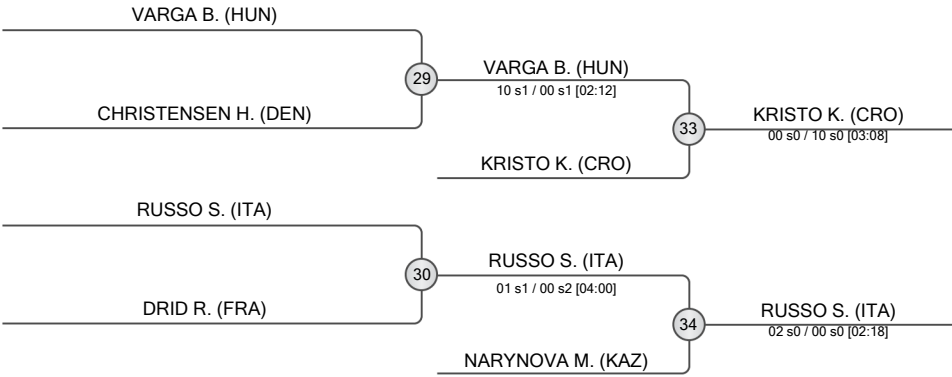 VARGA B. (HUN)
29
CHRISTENSEN H. (DEN)
VARGA B. (HUN)
10 s1 / 00 s1 [02:12]
33
KRISTO K. (CRO)
KRISTO K. (CRO)
00 s0 / 10 s0 [03:08]
RUSSO S. (ITA)
30
DRID R. (FRA)
RUSSO S. (ITA)
01 s1 / 00 s2 [04:00]
34
NARYNOVA M. (KAZ)
RUSSO S. (ITA)
02 s0 / 00 s0 [02:18]